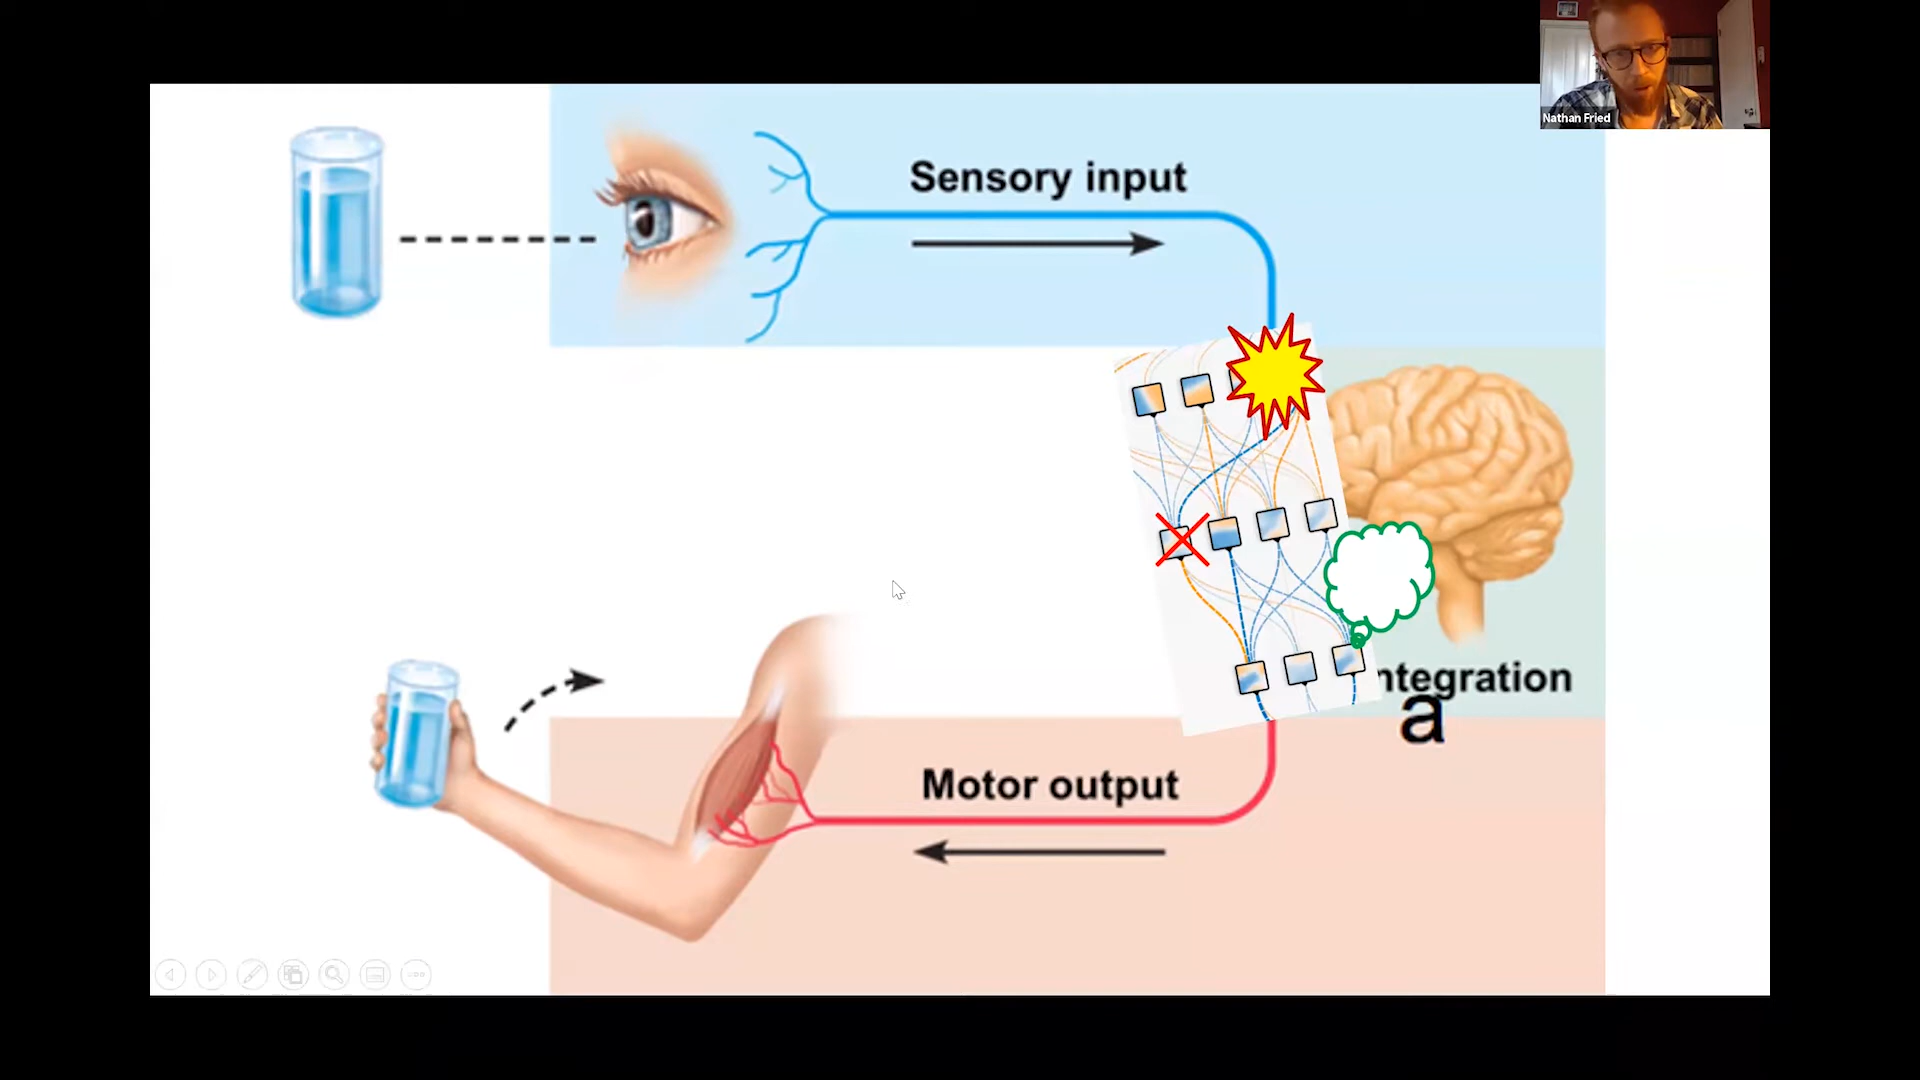 Nathan Fried
Sensory input
ntegration
a
Motor output